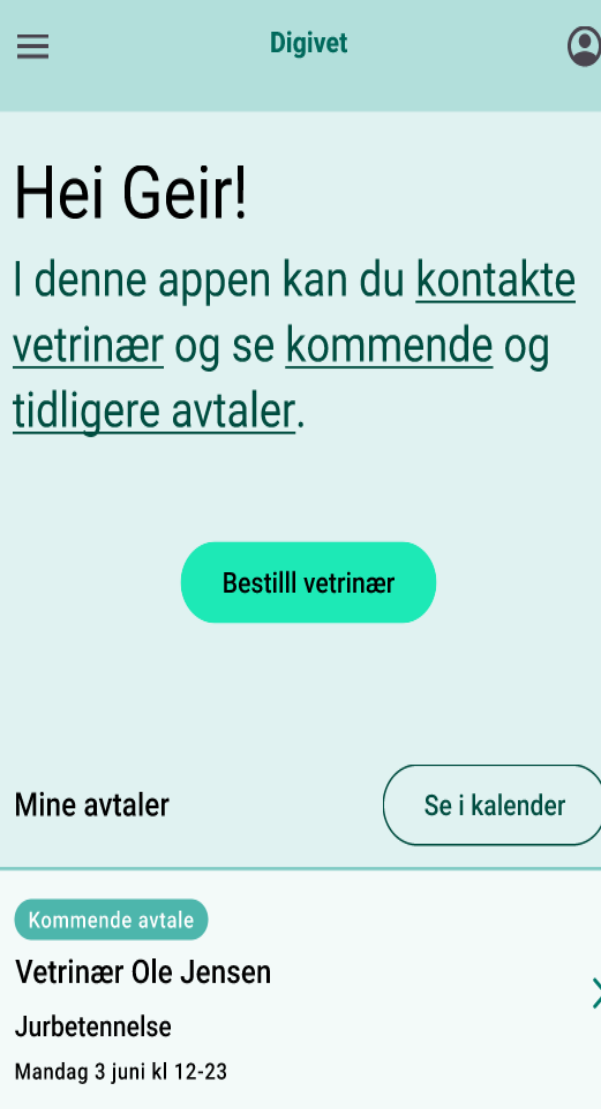 Digivet
Hei Geir!
I denne appen kan du kontakte
vetrinær og se kommende og
tidligere avtaler.
Bestilll vetrinær
Mine avtaler
Se i kalender
Kommende avtale
Vetrinær Ole Jensen
Jurbetennelse
Mandag 3 juni kl 12-23